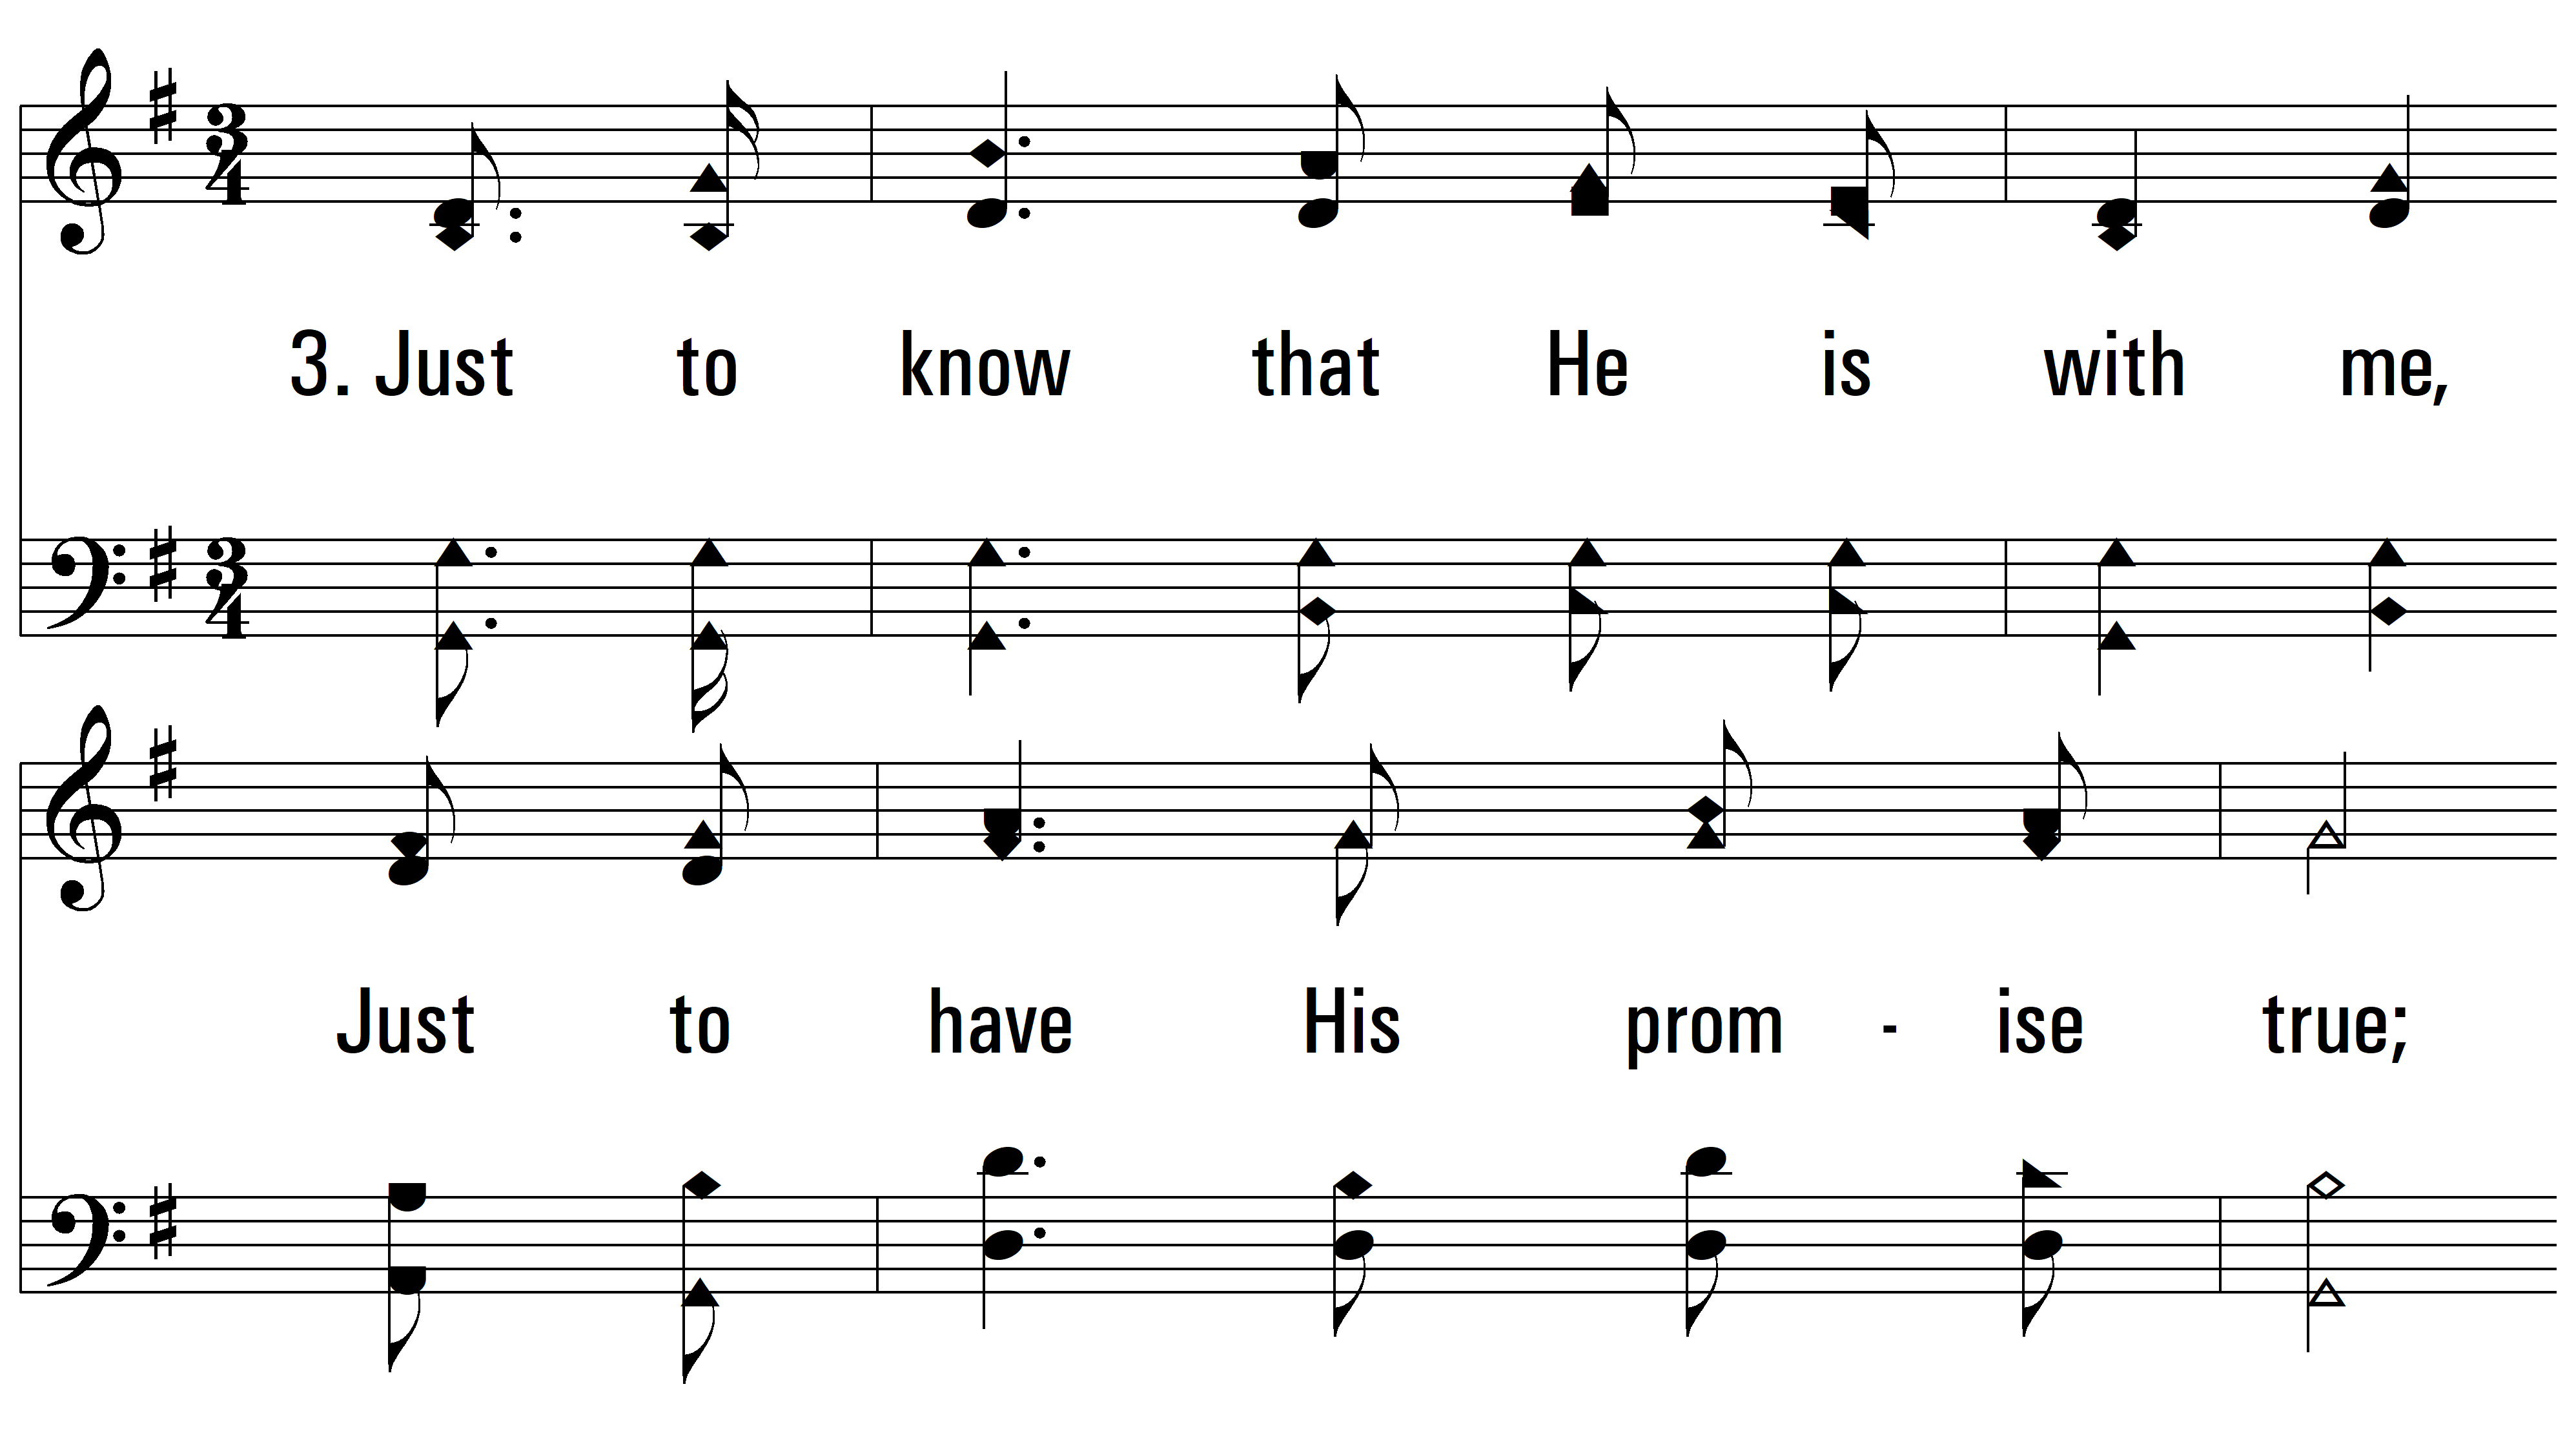 3. Just to know that He is with me,
Just to have His prom - ise true;